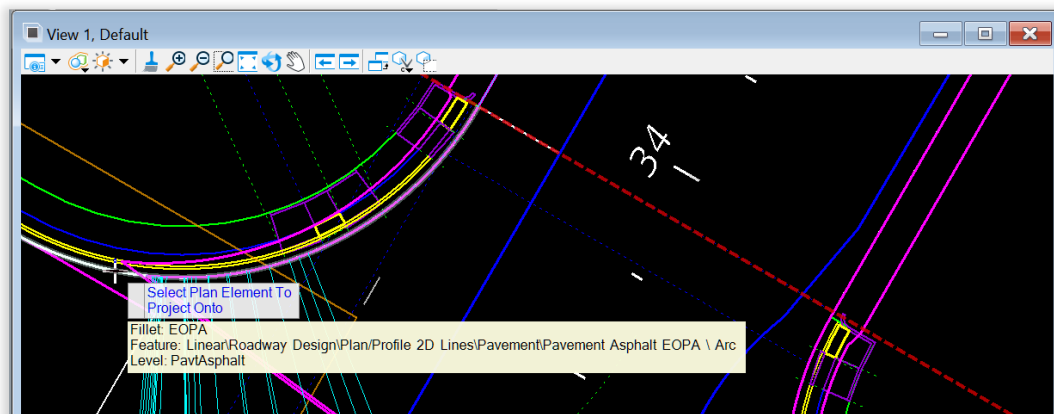 View 1, Default
34
Select Plan Element To
Project Onto
Fillet: EOPA
Feature: Linear\Roadway Design\Plan/Profile 2D Lines\Pavement\Pavement Asphalt EOPA \ Arc
Level: PavtAsphalt